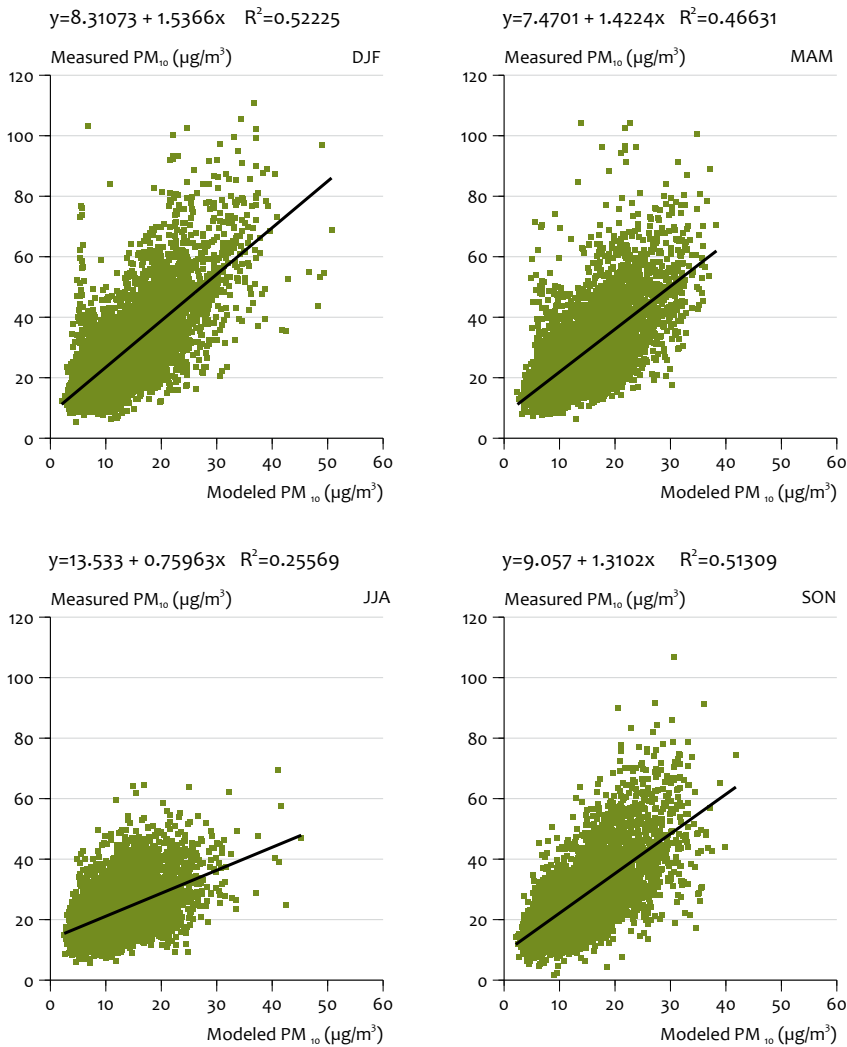 y=8.31073 + 1.5366x R²=0.52225
Measured PM₁₀ (µg/m³) DJF
120
100
80
60
40
20
0
0 10 20 30 40 50 60
Modeled PM ₁₀ (µg/m³)
y=7.4701 + 1.4224x R²=0.46631
Measured PM₁₀ (µg/m³) MAM
120
100
80
60
40
20
0
0 10 20 30 40 50 60
Modeled PM ₁₀ (µg/m³)
y=13.533 + 0.75963x R²=0.25569
Measured PM₁₀ (µg/m³) JJA
120
100
80
60
40
20
0
0 10 20 30 40 50 60
Modeled PM ₁₀ (µg/m³)
y=9.057 + 1.3102x R²=0.51309
Measured PM₁₀ (µg/m³) SON
120
100
80
60
40
20
0
0 10 20 30 40 50 60
Modeled PM ₁₀ (µg/m³)